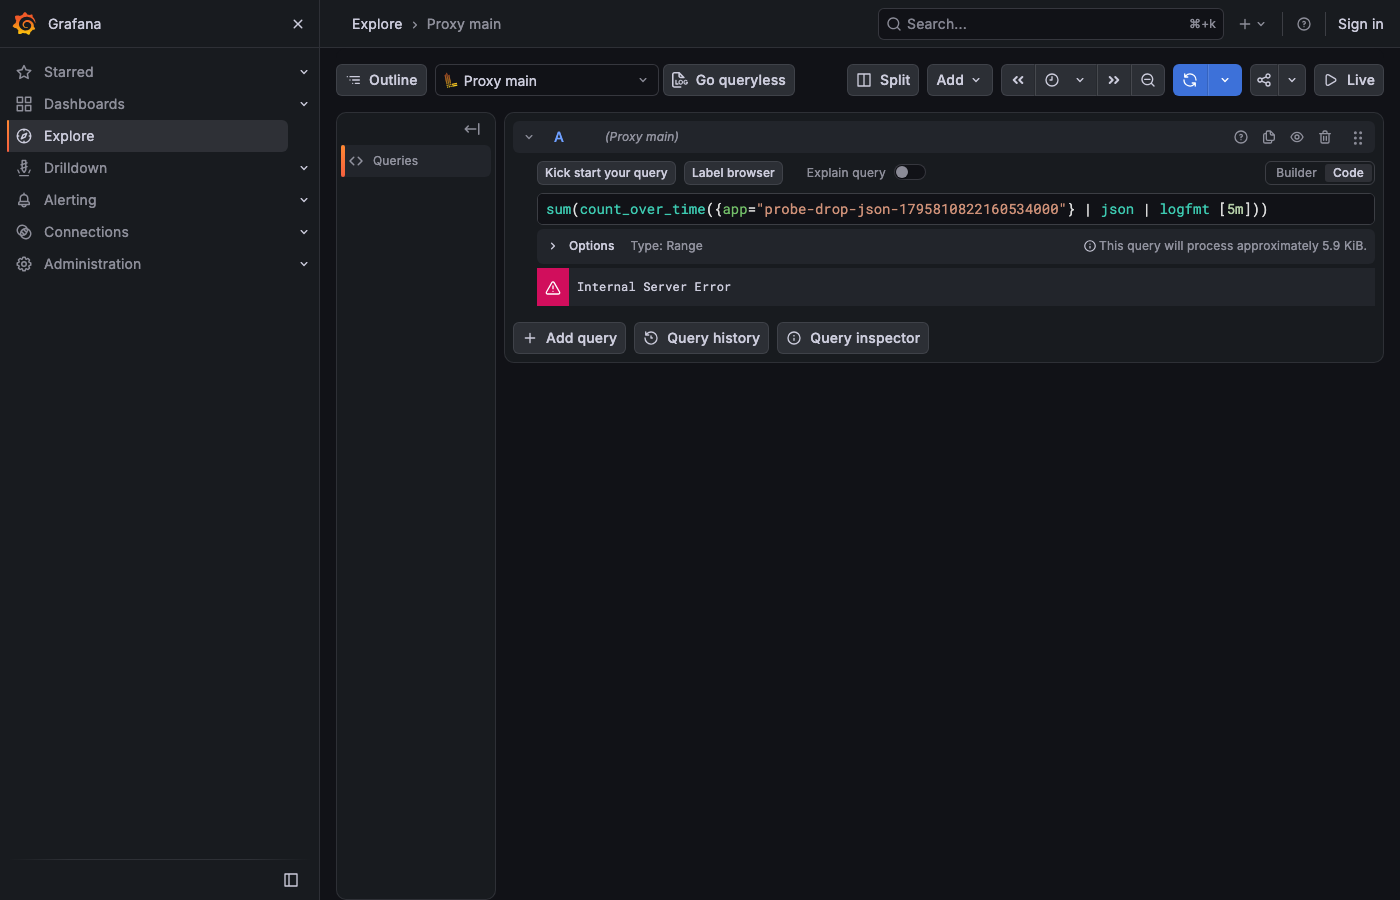 Grafana
Explore › Proxy main
Search...
⌘+k
Sign in
Starred
Dashboards
Explore
Drilldown
Alerting
Connections
Administration
Outline
Proxy main
LOG
Go queryless
Split
Add
Live
Queries
A
(Proxy main)
Kick start your query
Label browser
Explain query
Builder
Code
sum(count_over_time({app="probe-drop-json-1795810822160534000"} | json | logfmt [5m]))
Options
Type: Range
This query will process approximately 5.9 KiB.
Internal Server Error
Add query
Query history
Query inspector